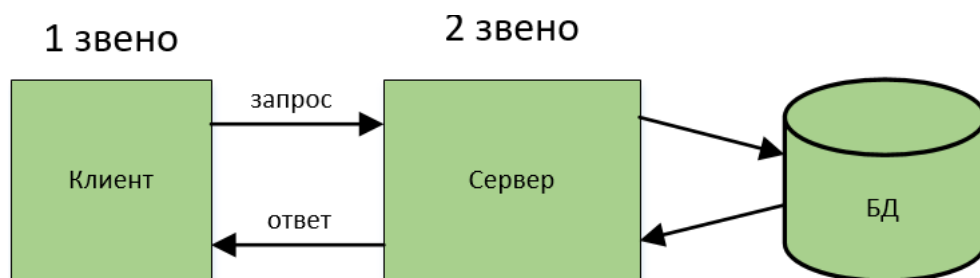 1 звено
2 звено
запрос
Клиент
Сервер
ответ
БД